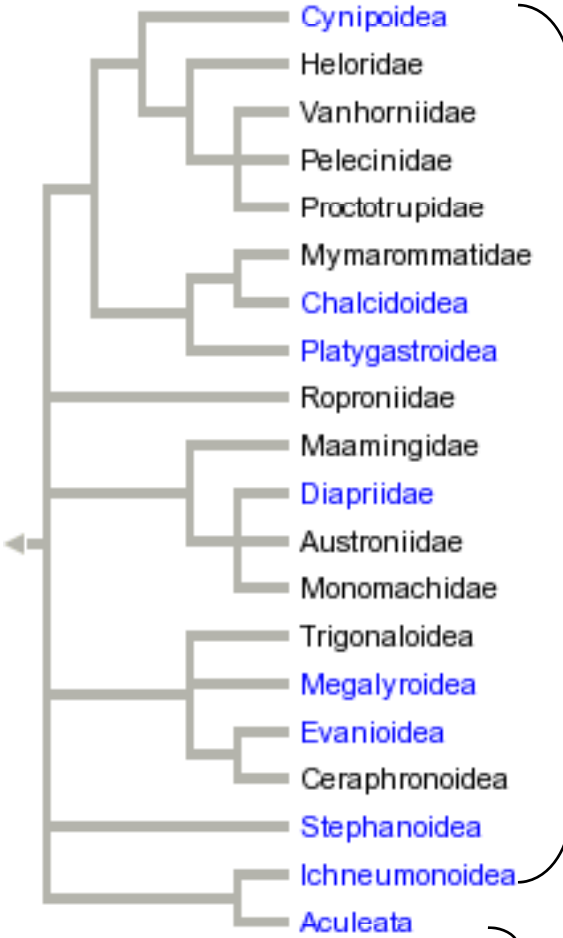 Cynipoidea
Heloridae
Vanhorniidae
Pelecinidae
Proctotrupidae
Mymarommatidae
Chalcidoidea
Platygastroidea
Roproniidae
Maamingidae
Diapriidae
Austroniidae
Monomachidae
Trigonaloidea
Megalyroidea
Evanioidea
Ceraphronoidea
Stephanoidea
Ichneumonoidea
Aculeata